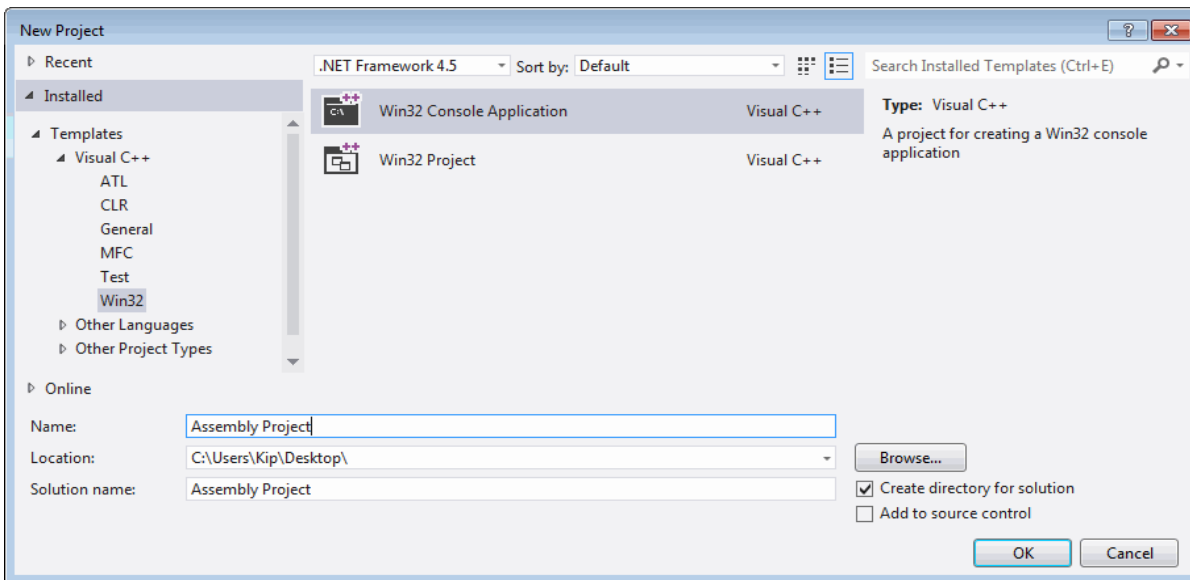 New Project
Recent
.NET Framework 4.5 Sort by: Default Search Installed Templates (Ctrl+E)
Installed
Templates
Visual C++
ATL
CLR
General
MFC
Test
Win32
Other Languages
Other Project Types
Online
Win32 Console Application Visual C++
Win32 Project Visual C++
Type: Visual C++
A project for creating a Win32 console
application
Name: Assembly Project
Location: C:\Users\Kip\Desktop\ Browse...
Solution name: Assembly Project Create directory for solution
Add to source control
OK Cancel